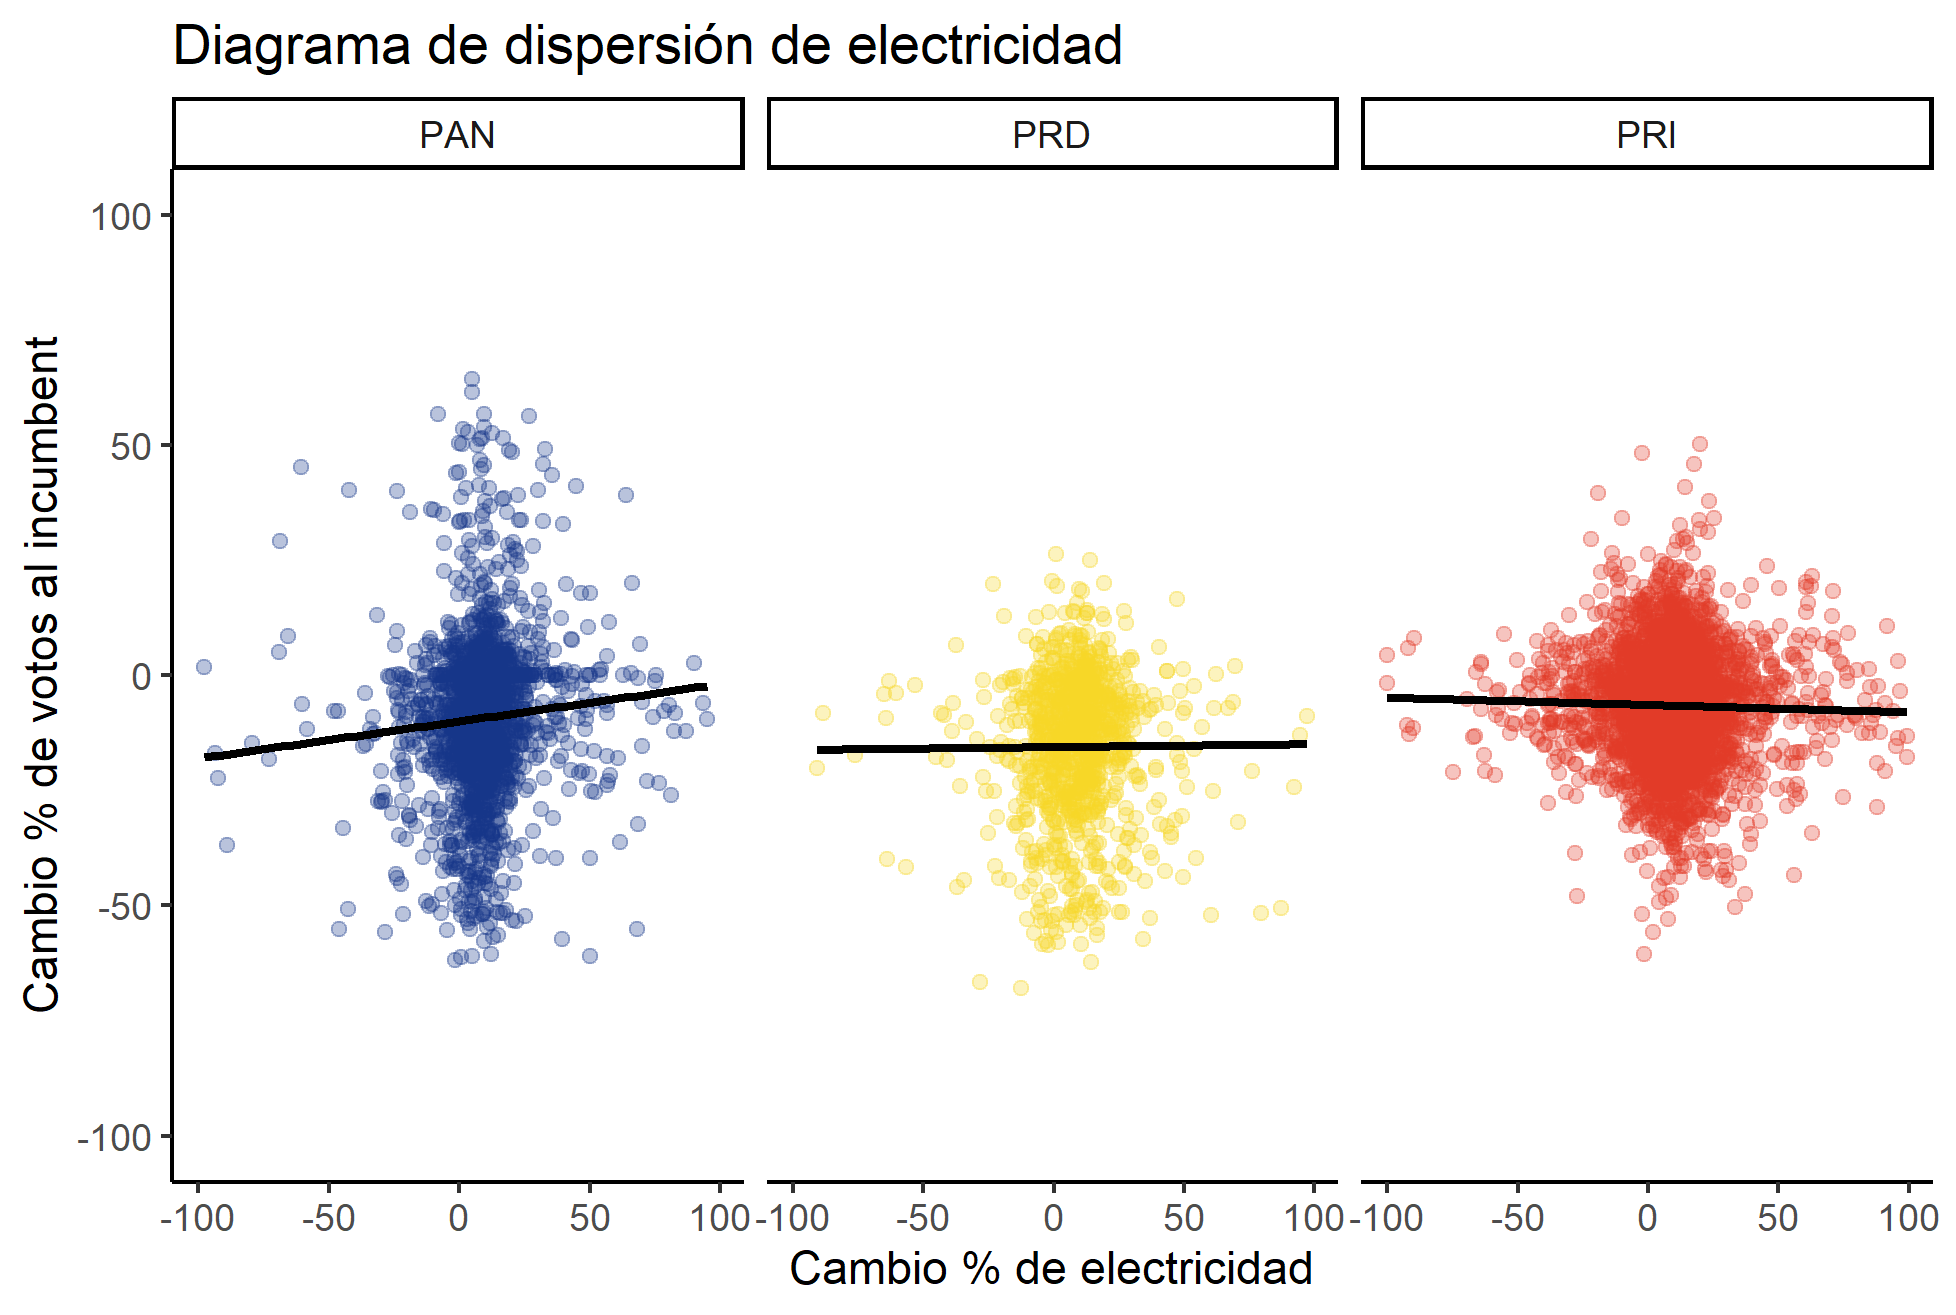 Diagrama de dispersión de electricidad
PAN PRD PRI
Cambio % de votos al incumbent
100
50
0
-50
-100
-100 -50 0 50 100 -100 -50 0 50 100 -100 -50 0 50 100
Cambio % de electricidad